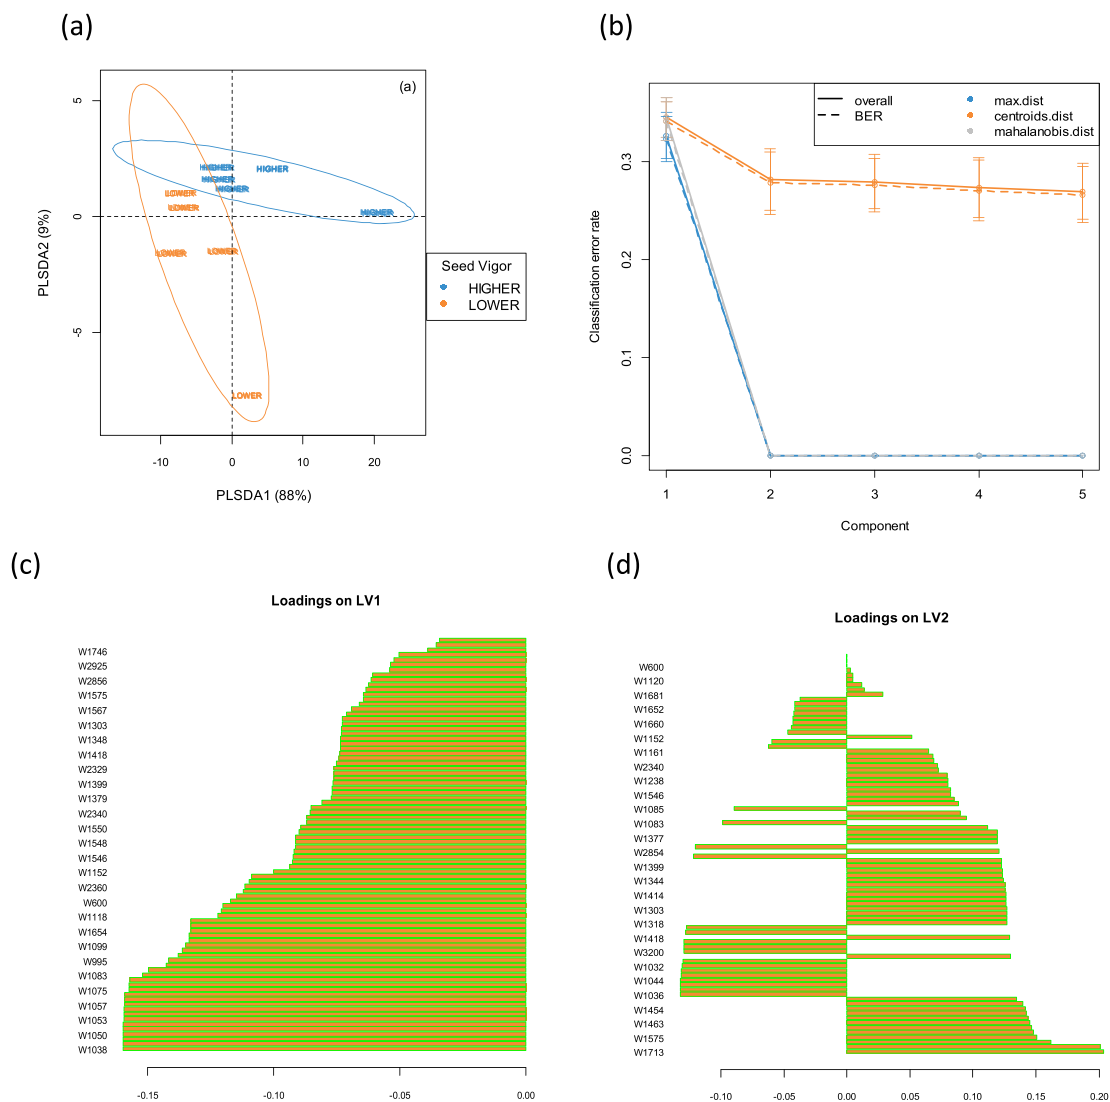 (a)
(a)
5
0
-5
-10
0
10
20
PLSDA2 (9%)
PLSDA1 (88%)
HIGHER
HIGHER
HIGHER
HIGHER
HIGHER
LOWER
LOWER
LOWER
LOWER
LOWER
Seed Vigor
HIGHER
LOWER
(b)
overall
BER
max.dist
centroids.dist
mahalanobis.dist
0.3
0.2
0.1
0.0
Classification error rate
1
2
3
4
5
Component
(c)
Loadings on LV1
W1746
W2925
W2856
W1575
W1567
W1303
W1348
W1418
W2329
W1399
W1379
W2340
W1550
W1548
W1546
W1152
W2360
W600
W1118
W1654
W1099
W995
W1083
W1075
W1057
W1053
W1050
W1038
-0.15
-0.10
-0.05
0.00
(d)
Loadings on LV2
W600
W1120
W1681
W1652
W1660
W1152
W1161
W2340
W1238
W1546
W1085
W1083
W1377
W2854
W1399
W1344
W1414
W1303
W1318
W1418
W3200
W1032
W1044
W1036
W1454
W1463
W1575
W1713
-0.10
-0.05
0.00
0.05
0.10
0.15
0.20